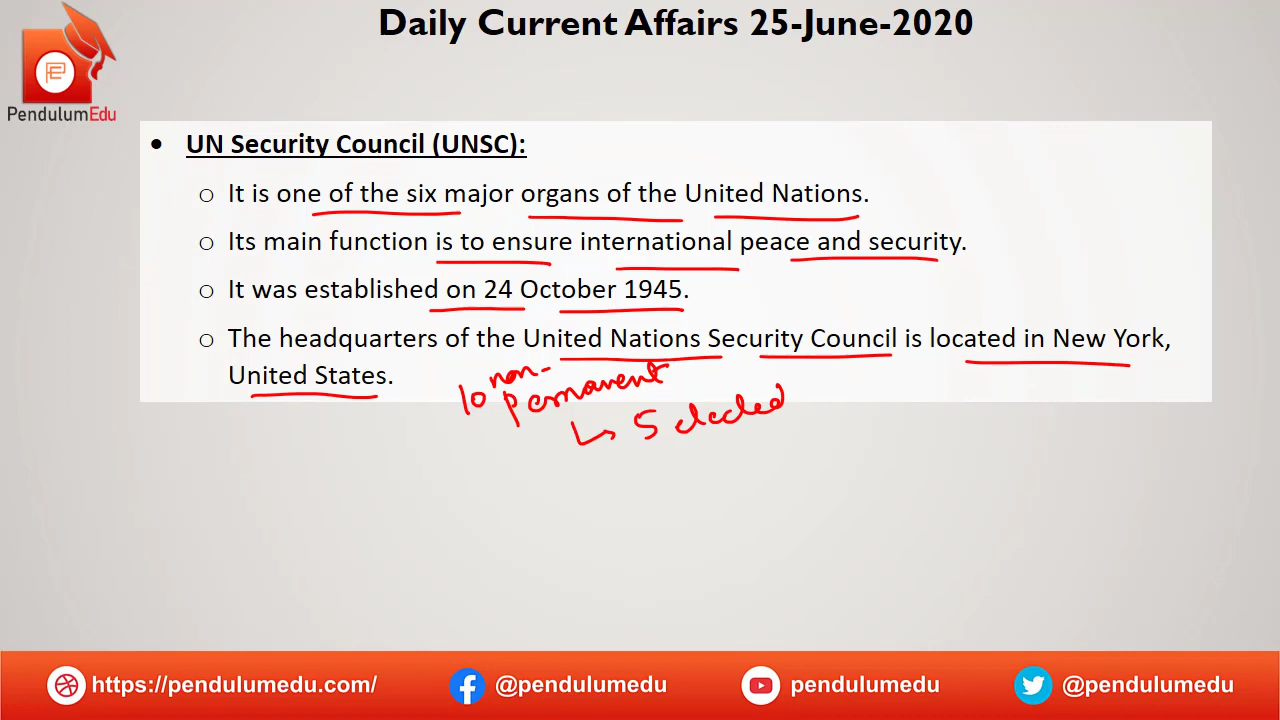 Daily Current Affairs 25-June-2020
PendulumEdu
• UN Security Council (UNSC):
o It is one of the six major organs of the United Nations.
o Its main function is to ensure international peace and security.
o It was established on 24 October 1945.
o The headquarters of the United Nations Security Council is located in New York,
United States.
10 non-
permanent
↳ 5 elected
https://pendulumedu.com/
@pendulumedu
pendulumedu
@pendulumedu